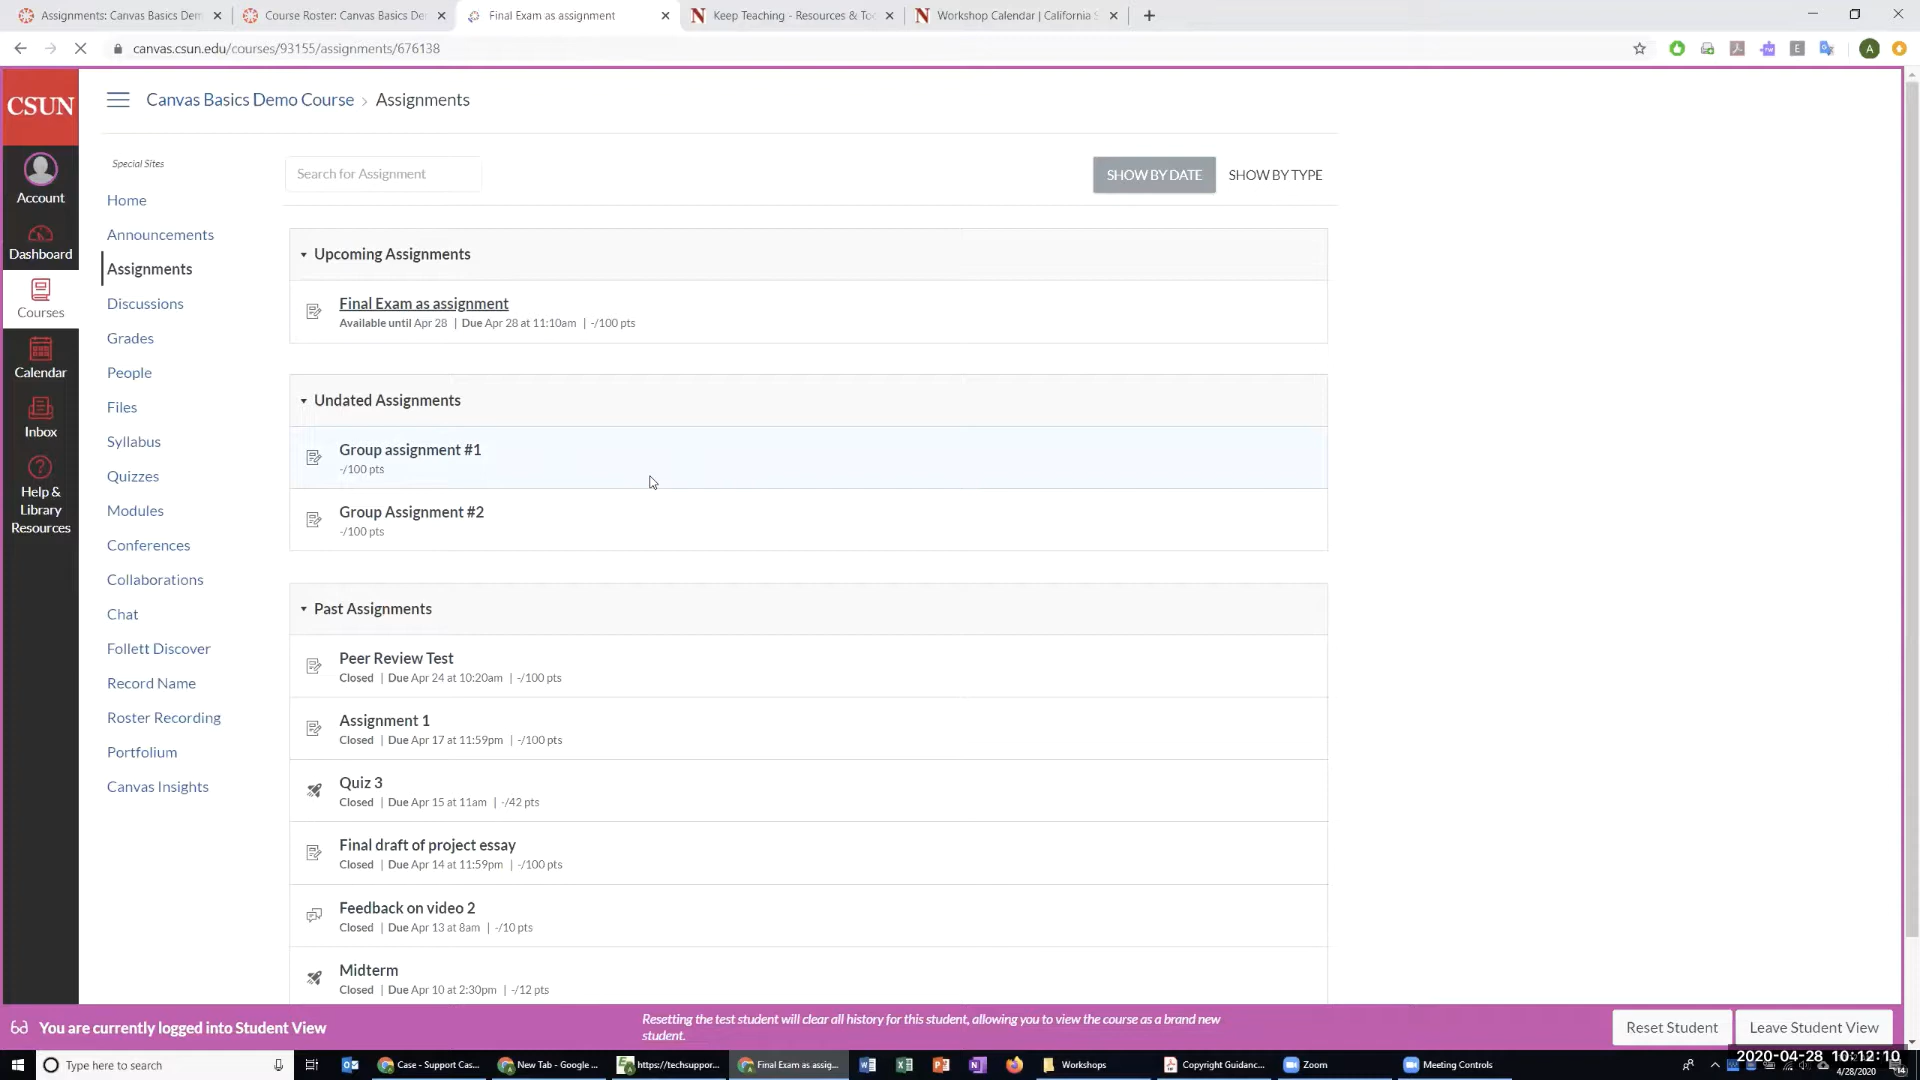 Assignments: Canvas Basics Dem
Course Roster: Canvas Basics De
Final Exam as assignment
Keep Teaching - Resources & Too
Workshop Calendar | California S
canvas.csun.edu/courses/93155/assignments/676138
A
CSUN
Canvas Basics Demo Course › Assignments
Account
Dashboard
Courses
Calendar
Inbox
Help &
Library
Resources
Special Sites
Home
Announcements
Assignments
Discussions
Grades
People
Files
Syllabus
Quizzes
Modules
Conferences
Collaborations
Chat
Follett Discover
Record Name
Roster Recording
Portfolium
Canvas Insights
Search for Assignment
SHOW BY DATE
SHOW BY TYPE
Upcoming Assignments
Final Exam as assignment
Available until Apr 28 | Due Apr 28 at 11:10am | -/100 pts
Undated Assignments
Group assignment #1
-/100 pts
Group Assignment #2
-/100 pts
Past Assignments
Peer Review Test
Closed | Due Apr 24 at 10:20am | -/100 pts
Assignment 1
Closed | Due Apr 17 at 11:59pm | -/100 pts
Quiz 3
Closed | Due Apr 15 at 11am | -/42 pts
Final draft of project essay
Closed | Due Apr 14 at 11:59pm | -/100 pts
Feedback on video 2
Closed | Due Apr 13 at 8am | -/10 pts
Midterm
Closed | Due Apr 10 at 2:30pm | -/12 pts
You are currently logged into Student View
Resetting the test student will clear all history for this student, allowing you to view the course as a brand new
student.
Reset Student
Leave Student View
Type here to search
Case - Support Cas...
New Tab - Google ...
https://techsuppor...
Final Exam as assig...
Workshops
Copyright Guidanc...
Zoom
Meeting Controls
2020-04-28 10:12:10
4/28/2020